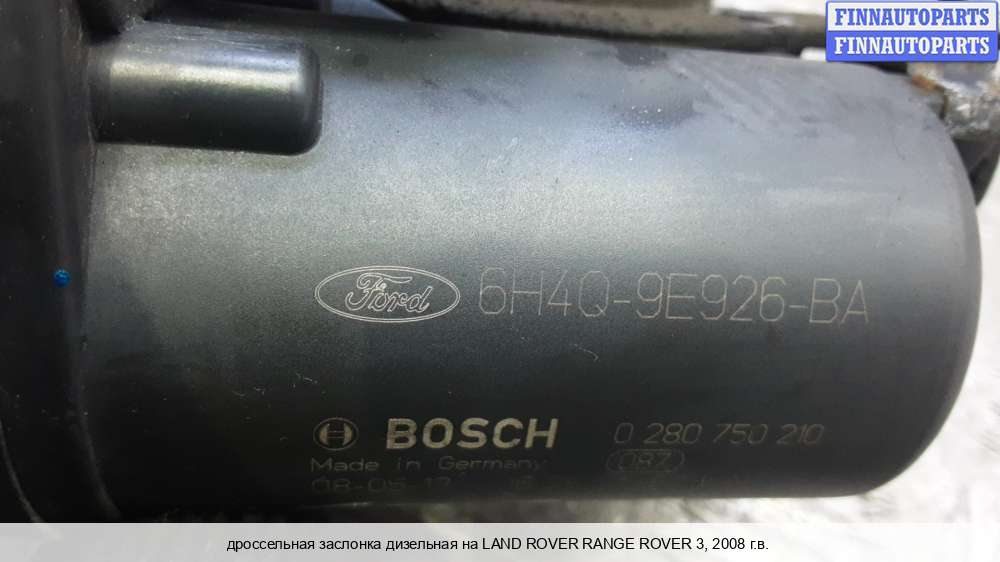 FINNAUTOPARTS
FINNAUTOPARTS
Ford 6H4Q-9E926-BA
BOSCH 0 280 750 210
Made in Germany
дроссельная заслонка дизельная на LAND ROVER RANGE ROVER 3, 2008 г.в.